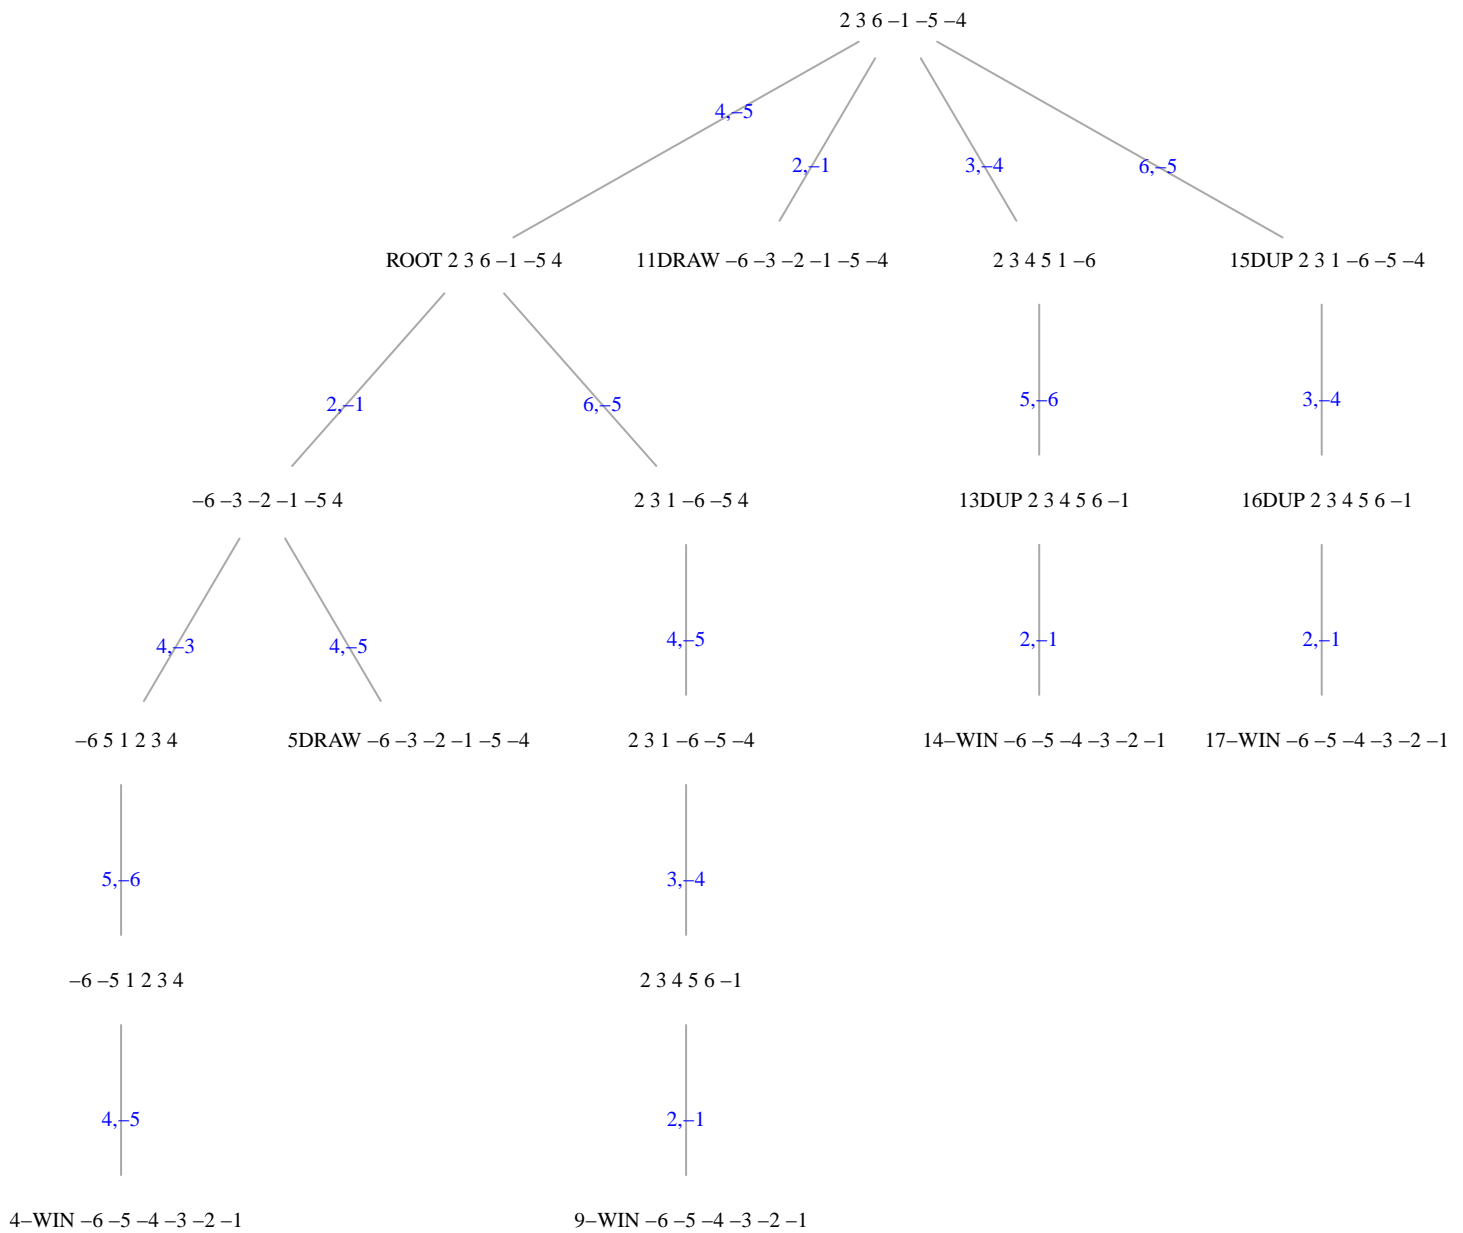 2 3 6 –1 –5 –4
4,–5
2,–1
3,–4
6,–5
ROOT 2 3 6 –1 –5 4
11DRAW –6 –3 –2 –1 –5 –4
2 3 4 5 1 –6
15DUP 2 3 1 –6 –5 –4
2,–1
6,–5
5,–6
3,–4
–6 –3 –2 –1 –5 4
2 3 1 –6 –5 4
13DUP 2 3 4 5 6 –1
16DUP 2 3 4 5 6 –1
4,–3
4,–5
4,–5
2,–1
2,–1
–6 5 1 2 3 4
5DRAW –6 –3 –2 –1 –5 –4
2 3 1 –6 –5 –4
14–WIN –6 –5 –4 –3 –2 –1
17–WIN –6 –5 –4 –3 –2 –1
5,–6
3,–4
–6 –5 1 2 3 4
2 3 4 5 6 –1
4,–5
2,–1
4–WIN –6 –5 –4 –3 –2 –1
9–WIN –6 –5 –4 –3 –2 –1